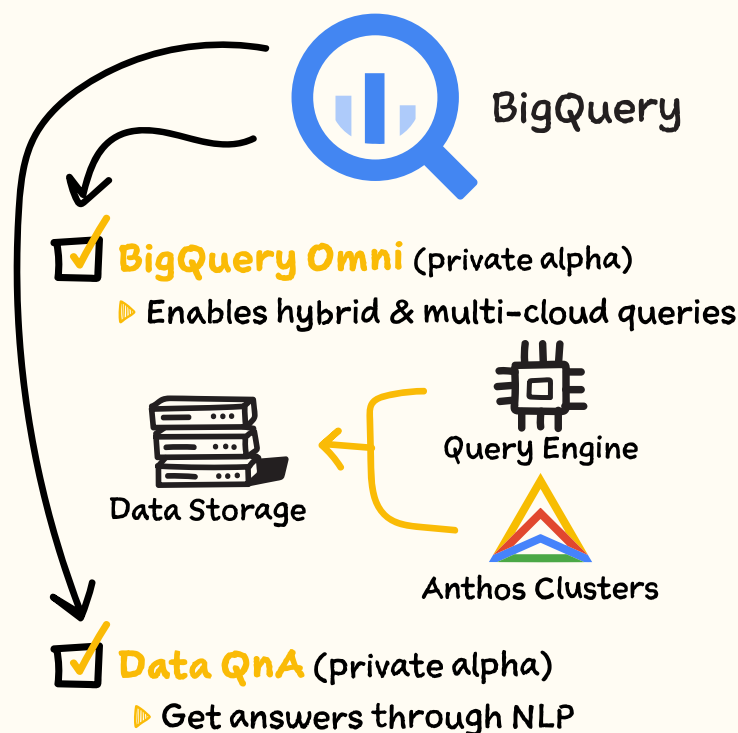 BigQuery
BigQuery Omni (private alpha)
Enables hybrid & multi-cloud queries
Query Engine
Data Storage
Anthos Clusters
Data QnA (private alpha)
Get answers through NLP